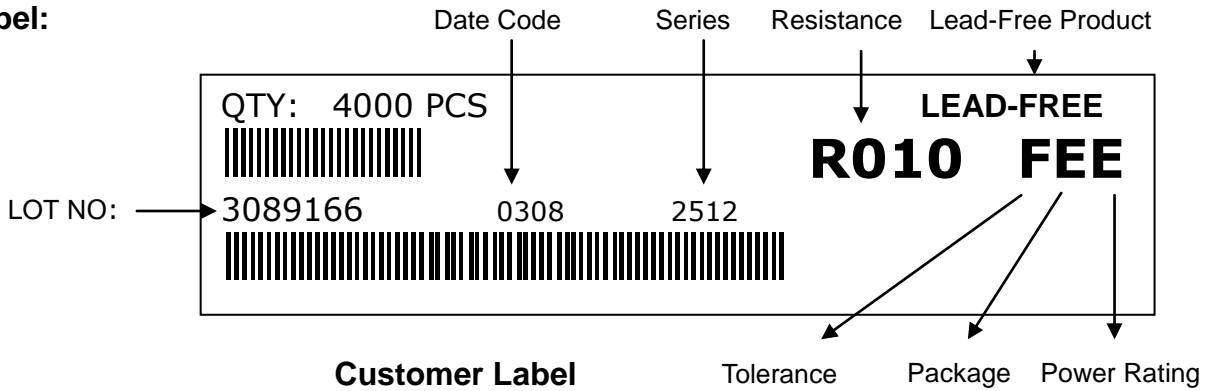 Date Code Series Resistance Lead-Free Product
QTY: 4000 PCS LEAD-FREE
R010 FEE
LOT NO: 3089166 0308 2512
Customer Label Tolerance Package Power Rating